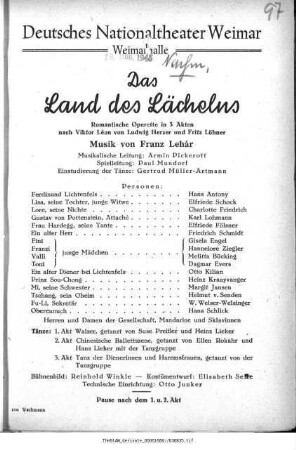 97
Deutsches Nationaltheater Weimar
Weimarhalle
Nachm,
Das
Land des Lächelns
Romantische Operette in 3 Akten
nach Viktor Léon von Ludwig Herzer und Fritz Löhner
Musik von Franz Lehár
Musikalische Leitung: Armin Dickeroff
Spielleitung: Paul Mundorf
Einstudierung der Tänze: Gertrud Müller-Artmann
Personen:
Ferdinand Lichtenfels Hans Antony
Lisa, seine Tochter, junge Witwe Elfriede Schock
Lore, seine Nichte Charlotte Friedrich
Gustav von Pottenstein, Attaché Karl Lohmann
Frau Hardegg, seine Tante Elfriede Föllner
Ein alter Herr Friedrich Schmidt
Fini Gisela Engel
Franzi Hannelore Ziegler
junge Mädchen
Valli Melitta Bücking
Toni Dagmar Evers
Ein alter Diener bei Lichtenfels Otto Kilian
Prinz Sou-Chong Heinz Kraayvanger
Mi, seine Schwester Margit Jansen
Tschang, sein Oheim Helmut v. Senden
Fu-Li, Sekretär W. Welser-Welsinger
Obereunuch Hans Schlick
Herren und Damen der Gesellschaft, Mandarine und Sklavinnen
Tänze: 1. Akt Walzer, getanzt von Suse Preißler und Heinz Lieker
2. Akt Chinesische Ballettszene, getanzt von Ellen Rokahr und
Hans Lieker mit der Tanzgruppe
3. Akt Tanz der Dienerinnen und Haremsfrauen, getanzt von der
Tanzgruppe
Bühnenbild: Reinhold Winkle — Kostümentwurf: Elisabeth Seffe
Technische Einrichtung: Otto Junker
Pause nach dem 1. u. 2. Akt